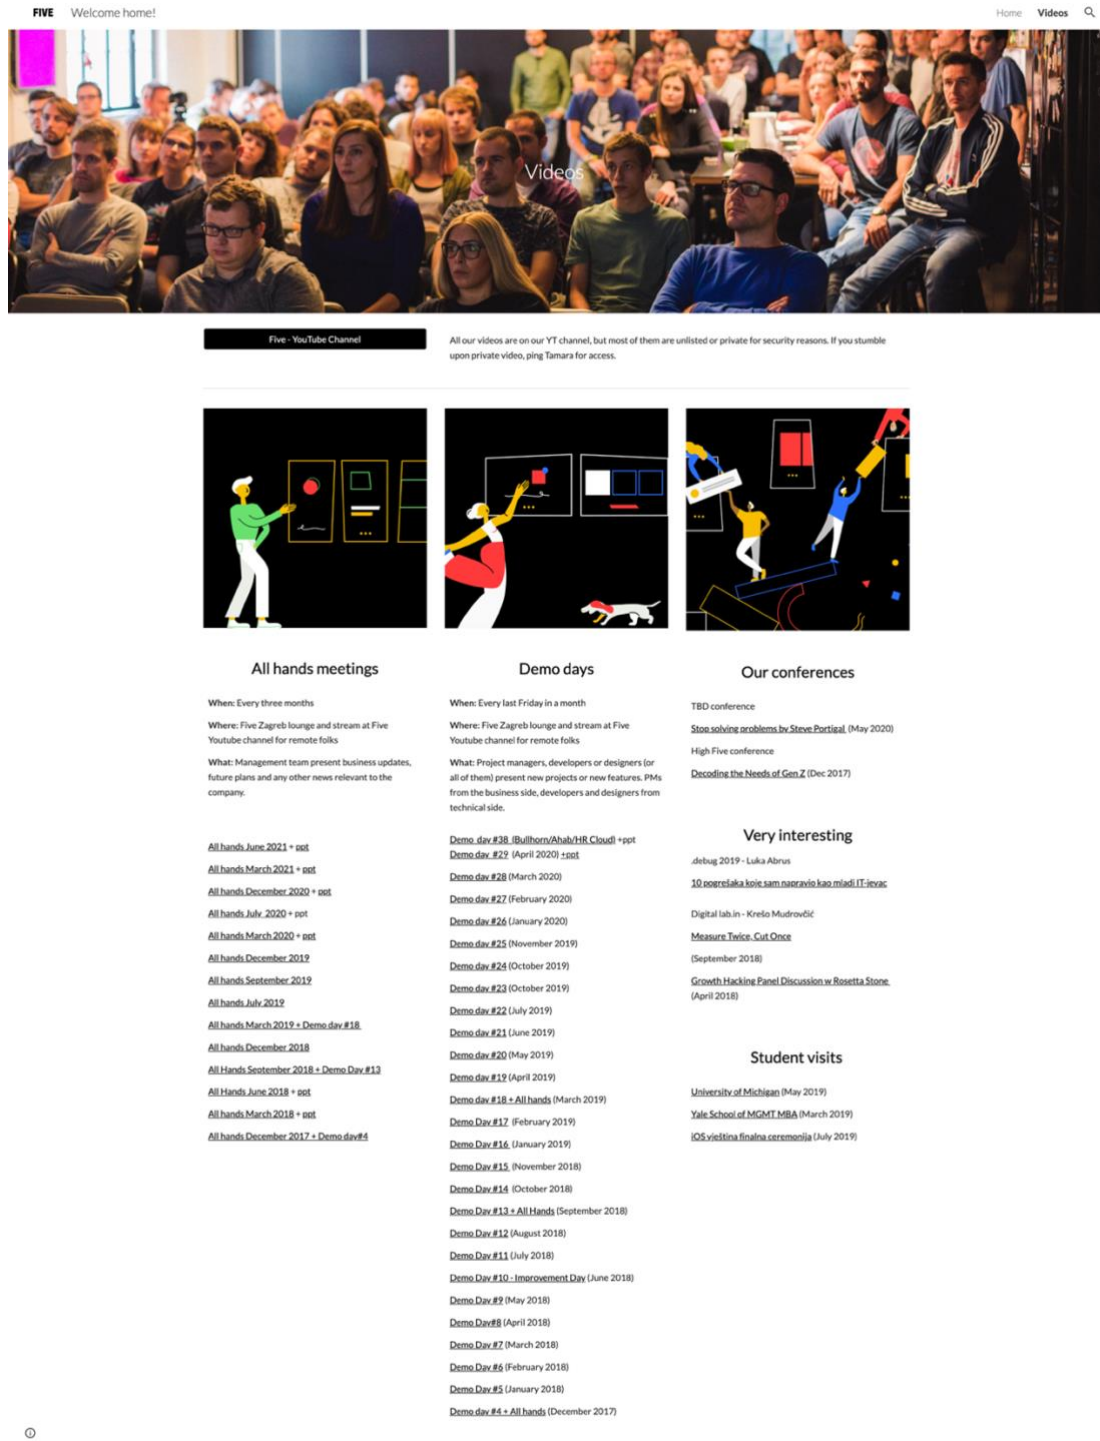 FIVE Welcome home!
Home Videos
Videos
Five - YouTube Channel
All our videos are on our YT channel, but most of them are unlisted or private for security reasons. If you stumble
upon private video, ping Tamara for access.
All hands meetings
When: Every three months
Where: Five Zagreb lounge and stream at Five
Youtube channel for remote folks
What: Management team present business updates,
future plans and any other news relevant to the
company.
All hands June 2021 + ppt
All hands March 2021 + ppt
All hands December 2020 + ppt
All hands July 2020 + ppt
All hands March 2020 + ppt
All hands December 2019
All hands September 2019
All hands July 2019
All hands March 2019 + Demo day #18
All hands December 2018
All Hands September 2018 + Demo Day #13
All Hands June 2018 + ppt
All hands March 2018 + ppt
All hands December 2017 + Demo day#4
Demo days
When: Every last Friday in a month
Where: Five Zagreb lounge and stream at Five
Youtube channel for remote folks
What: Project managers, developers or designers (or
all of them) present new projects or new features. PMs
from the business side, developers and designers from
technical side.
Demo day #38 (Bullhorn/Ahab/HR Cloud) +ppt
Demo day #29 (April 2020) +ppt
Demo day #28 (March 2020)
Demo day #27 (February 2020)
Demo day #26 (January 2020)
Demo day #25 (November 2019)
Demo day #24 (October 2019)
Demo day #23 (October 2019)
Demo day #22 (July 2019)
Demo day #21 (June 2019)
Demo day #20 (May 2019)
Demo day #19 (April 2019)
Demo day #18 + All hands (March 2019)
Demo Day #17 (February 2019)
Demo Day #16 (January 2019)
Demo Day #15 (November 2018)
Demo Day #14 (October 2018)
Demo Day #13 + All Hands (September 2018)
Demo Day #12 (August 2018)
Demo Day #11 (July 2018)
Demo Day #10 - Improvement Day (June 2018)
Demo Day #9 (May 2018)
Demo Day#8 (April 2018)
Demo Day #7 (March 2018)
Demo Day #6 (February 2018)
Demo Day #5 (January 2018)
Demo day #4 + All hands (December 2017)
Our conferences
TBD conference
Stop solving problems by Steve Portigal (May 2020)
High Five conference
Decoding the Needs of Gen Z (Dec 2017)
Very interesting
.debug 2019 - Luka Abrus
10 pogrešaka koje sam napravio kao mladi IT-jevac
Digital lab.in - Krešo Mudrovčić
Measure Twice, Cut Once
(September 2018)
Growth Hacking Panel Discussion w Rosetta Stone
(April 2018)
Student visits
University of Michigan (May 2019)
Yale School of MGMT MBA (March 2019)
iOS vještina finalna ceremonija (July 2019)